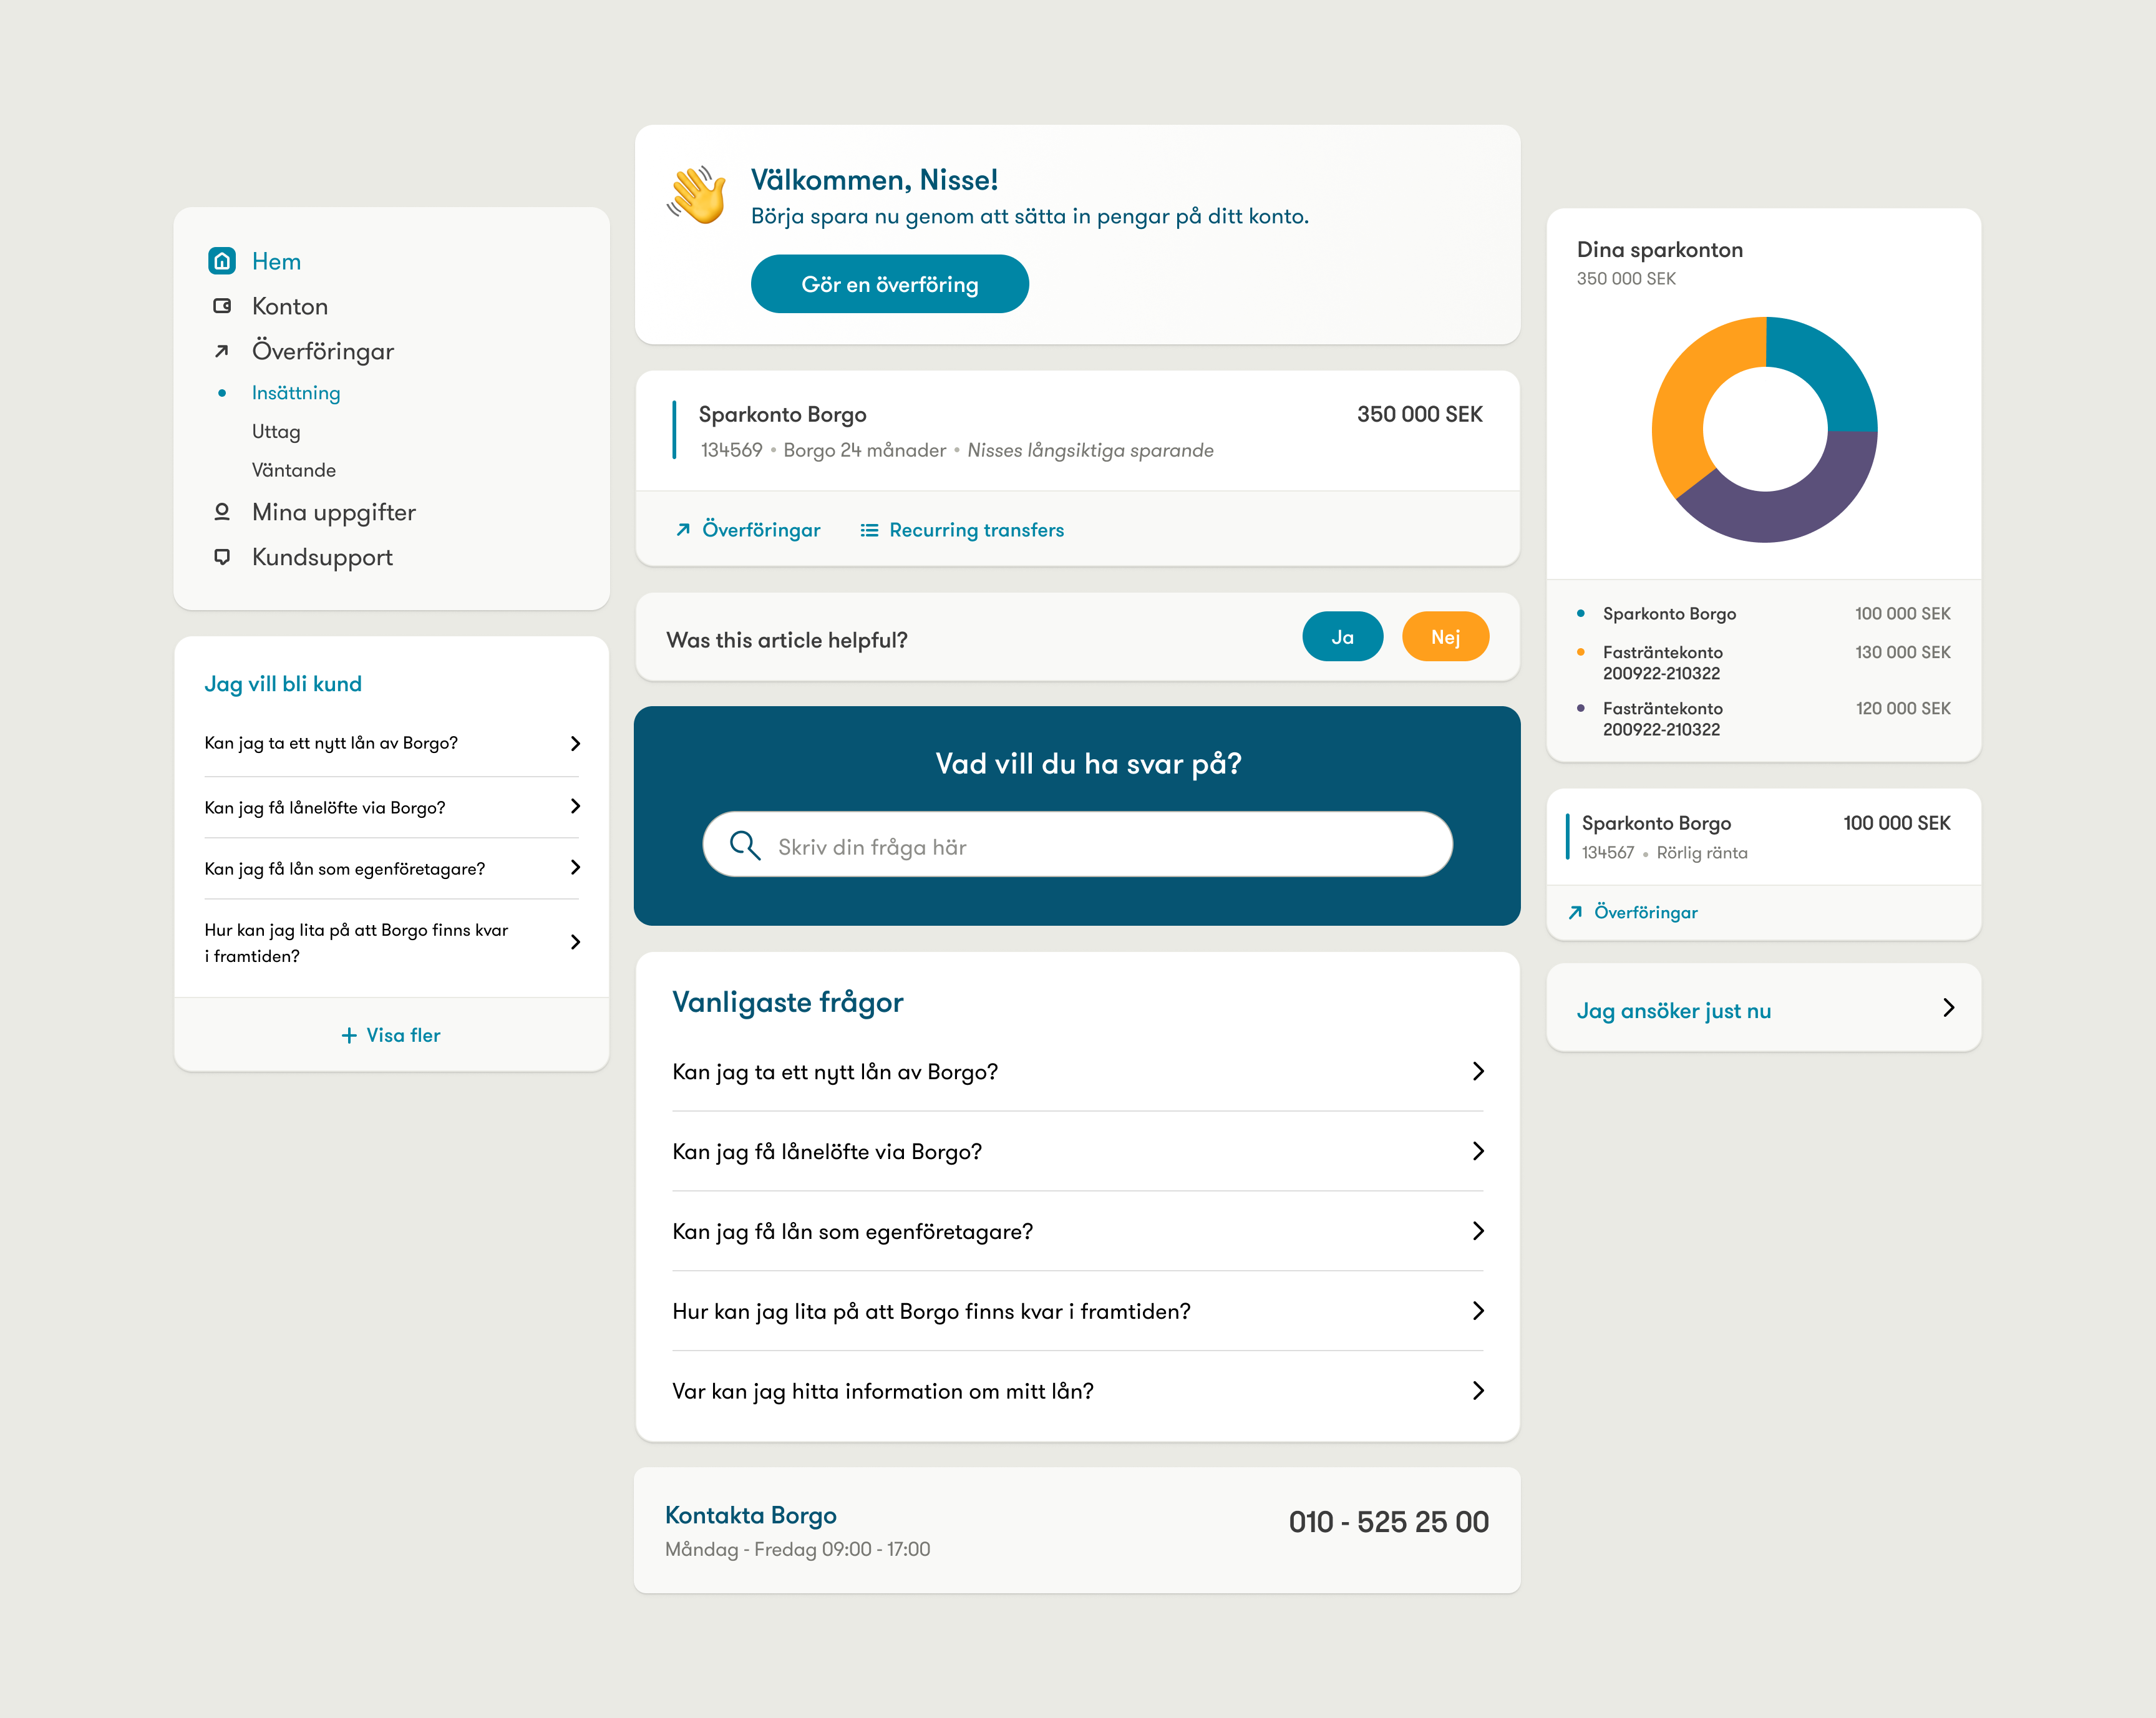 Hem
Konton
Överföringar
Insättning
Uttag
Väntande
Mina uppgifter
Kundsupport
Jag vill bli kund
Kan jag ta ett nytt lån av Borgo?
Kan jag få lånelöfte via Borgo?
Kan jag få lån som egenföretagare?
Hur kan jag lita på att Borgo finns kvar
i framtiden?
+ Visa fler
Välkommen, Nisse!
Börja spara nu genom att sätta in pengar på ditt konto.
Gör en överföring
Sparkonto Borgo 350 000 SEK
134569 • Borgo 24 månader • Nisses långsiktiga sparande
Överföringar Recurring transfers
Was this article helpful? Ja Nej
Vad vill du ha svar på?
Skriv din fråga här
Vanligaste frågor
Kan jag ta ett nytt lån av Borgo?
Kan jag få lånelöfte via Borgo?
Kan jag få lån som egenföretagare?
Hur kan jag lita på att Borgo finns kvar i framtiden?
Var kan jag hitta information om mitt lån?
Kontakta Borgo 010 - 525 25 00
Måndag - Fredag 09:00 - 17:00
Dina sparkonton
350 000 SEK
Sparkonto Borgo 100 000 SEK
Fasträntekonto 130 000 SEK
200922-210322
Fasträntekonto 120 000 SEK
200922-210322
Sparkonto Borgo 100 000 SEK
134567 • Rörlig ränta
Överföringar
Jag ansöker just nu